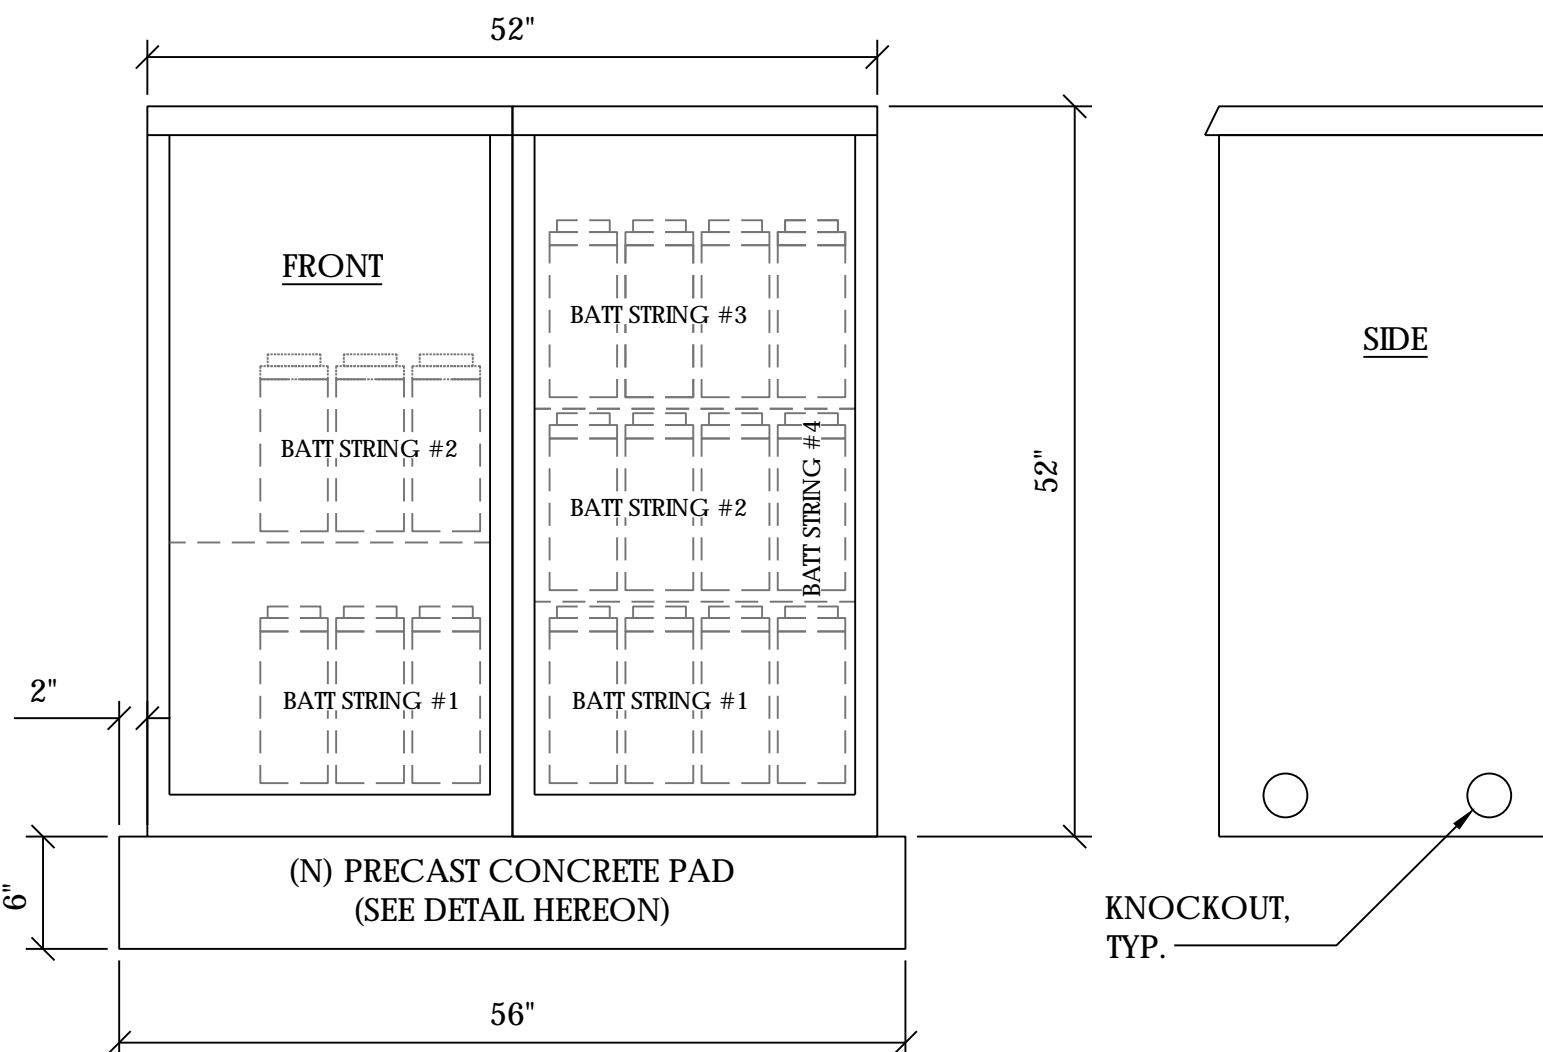 52"
FRONT
SIDE
BATT STRING #3
BATT STRING #2
BATT STRING #2
BATT STRING #4
52"
BATT STRING #1
BATT STRING #1
2"
6"
(N) PRECAST CONCRETE PAD
(SEE DETAIL HEREON)
KNOCKOUT,
TYP.
56"